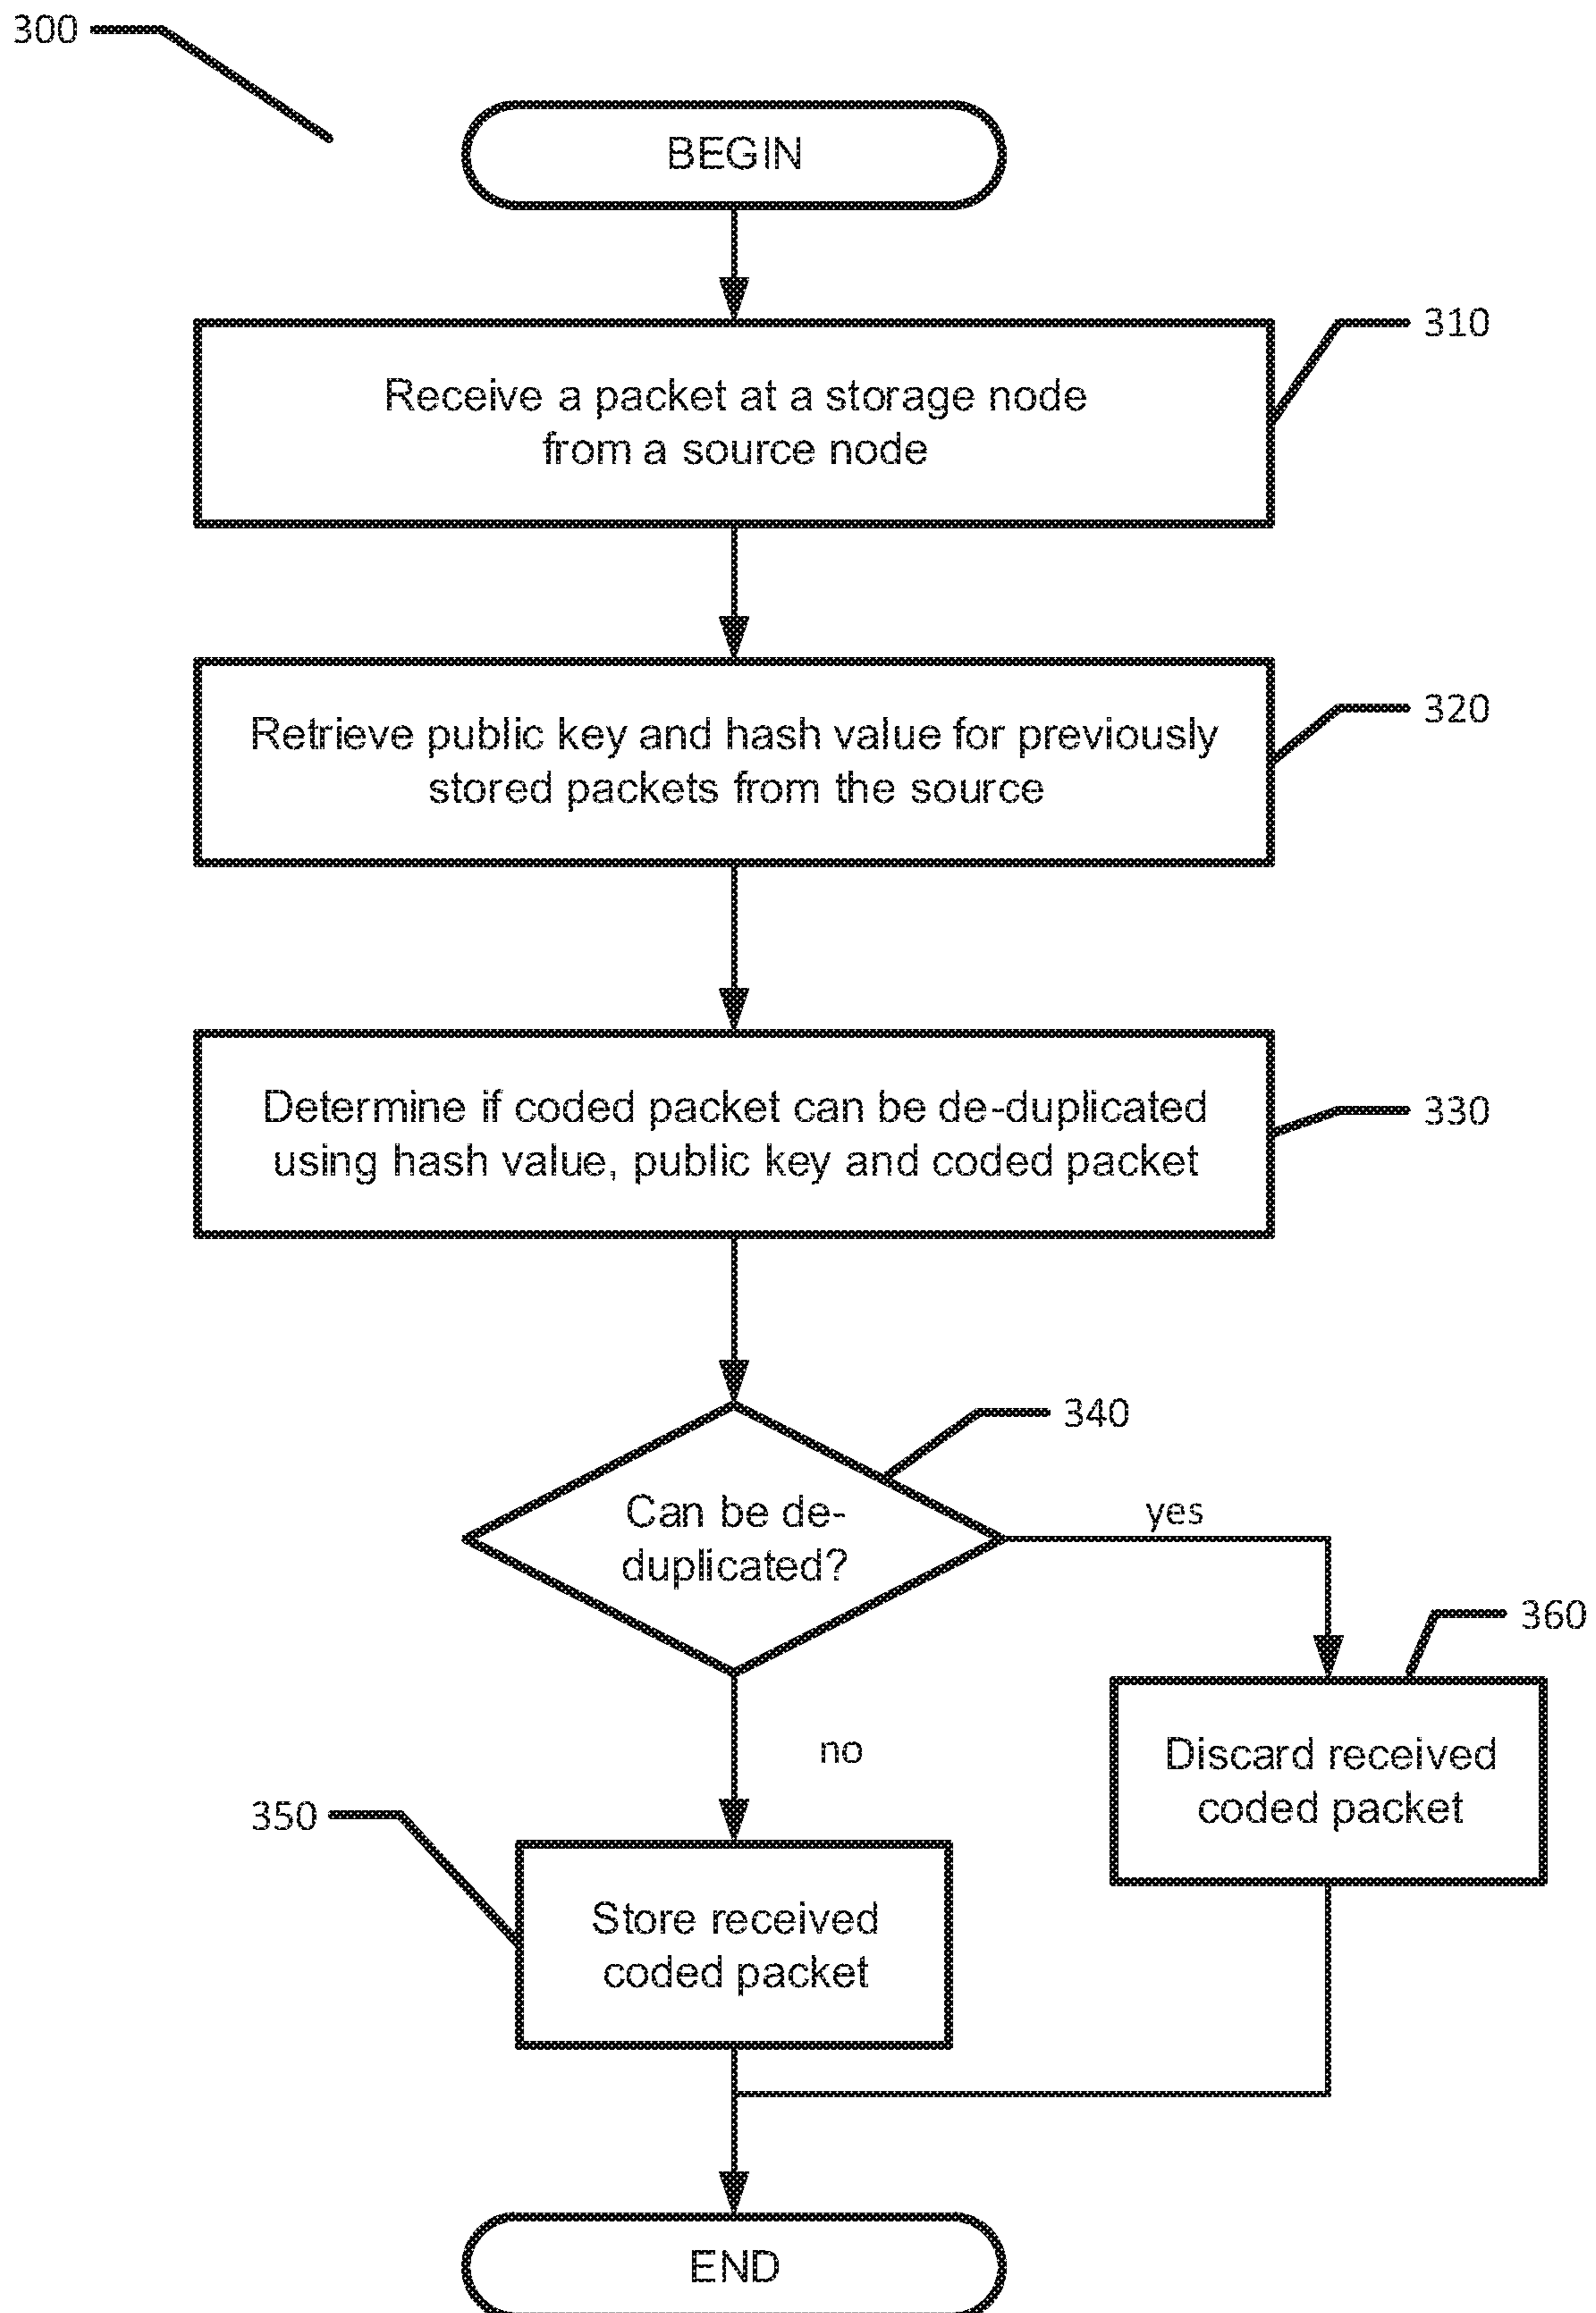 300
BEGIN
310
Receive a packet at a storage node
from a source node
320
Retrieve public key and hash value for previously
stored packets from the source
330
Determine if coded packet can be de-duplicated
using hash value, public key and coded packet
340
Can be de-
duplicated?
yes
360
Discard received
coded packet
no
350
Store received
coded packet
END